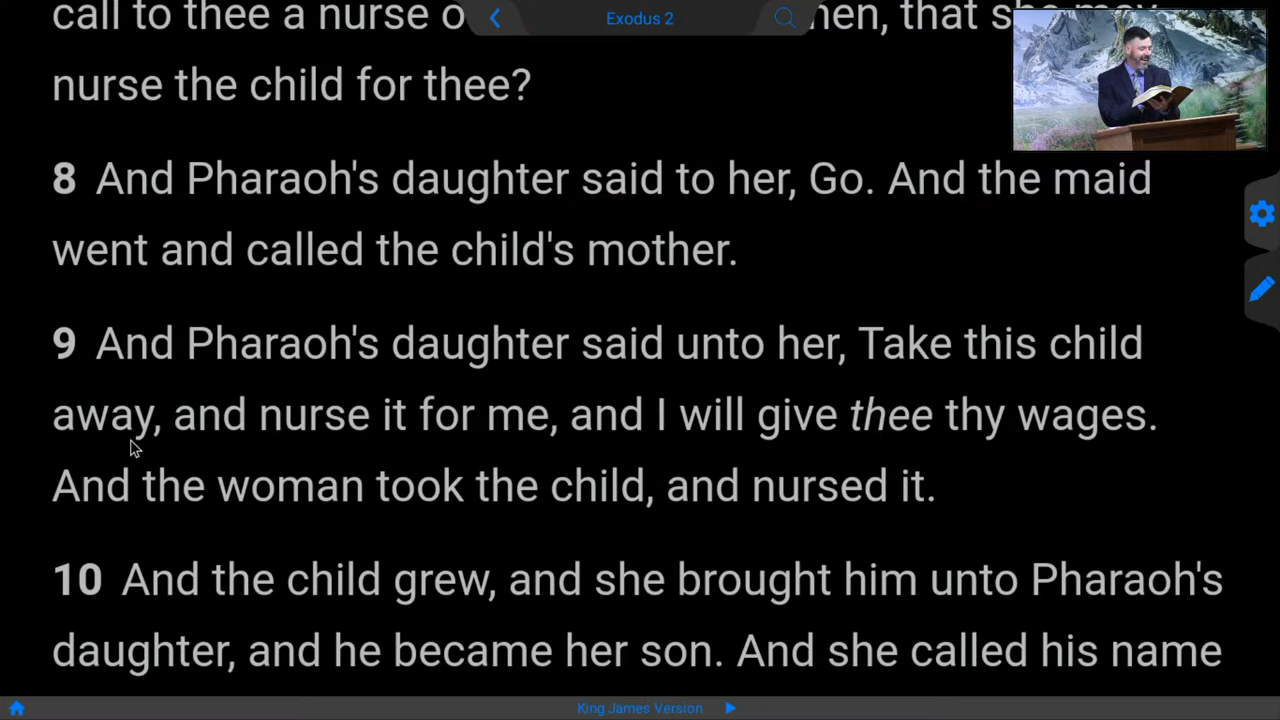 Exodus 2
call to thee a nurse o
nurse the child for thee?
8 And Pharaoh's daughter said to her, Go. And the maid
went and called the child's mother.
9 And Pharaoh's daughter said unto her, Take this child
away, and nurse it for me, and I will give thee thy wages.
And the woman took the child, and nursed it.
10 And the child grew, and she brought him unto Pharaoh's
daughter, and he became her son. And she called his name
King James Version